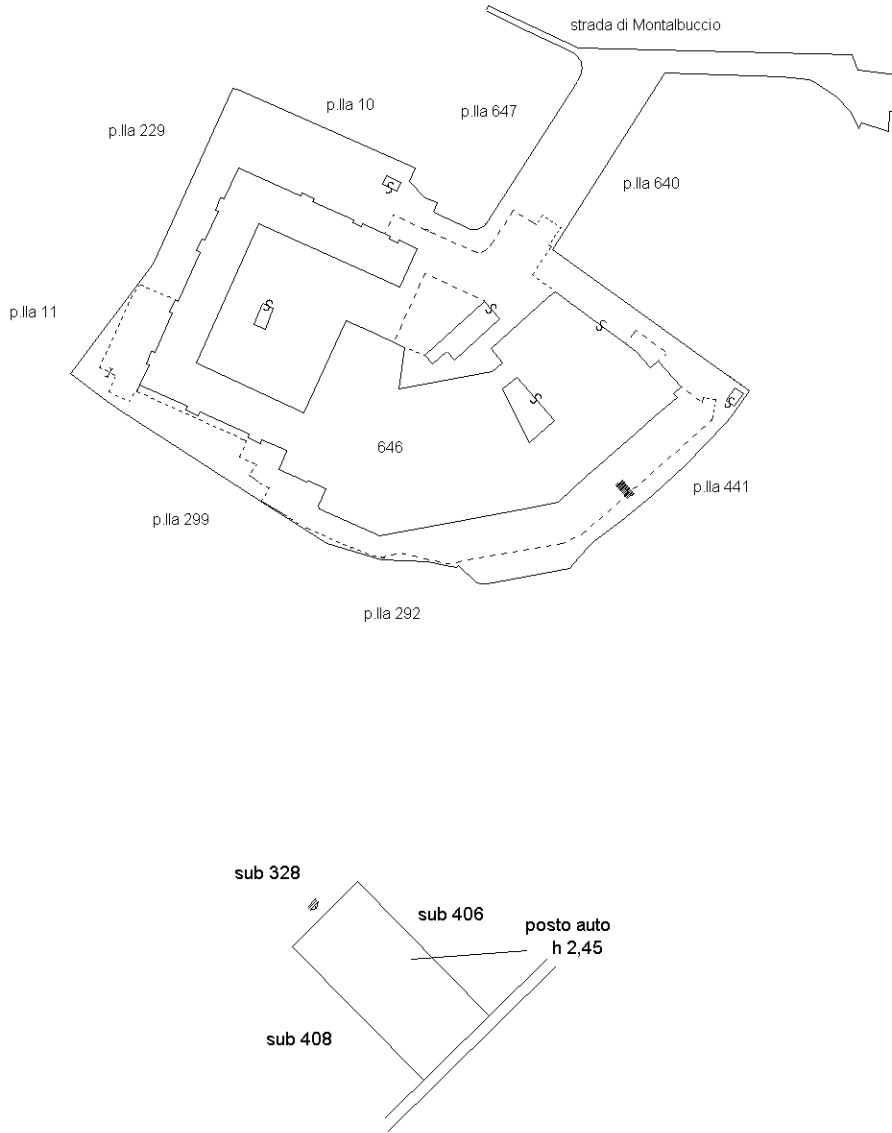 strada di Montalbuccio
p.lla 10
p.lla 647
p.lla 229
p.lla 640
p.lla 11
S
S
S
S
S
S
646
p.lla 441
p.lla 299
p.lla 292
sub 328
sub 406
posto auto
h 2,45
sub 408